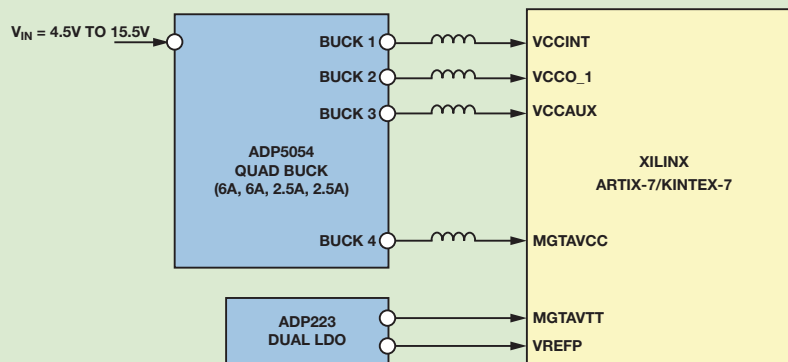 V_IN = 4.5V TO 15.5V
BUCK 1
VCCINT
BUCK 2
VCCO_1
BUCK 3
VCCAUX
ADP5054
QUAD BUCK
(6A, 6A, 2.5A, 2.5A)
XILINX
ARTIX-7/KINTEX-7
BUCK 4
MGTAVCC
ADP223
DUAL LDO
MGTAVTT
VREFP